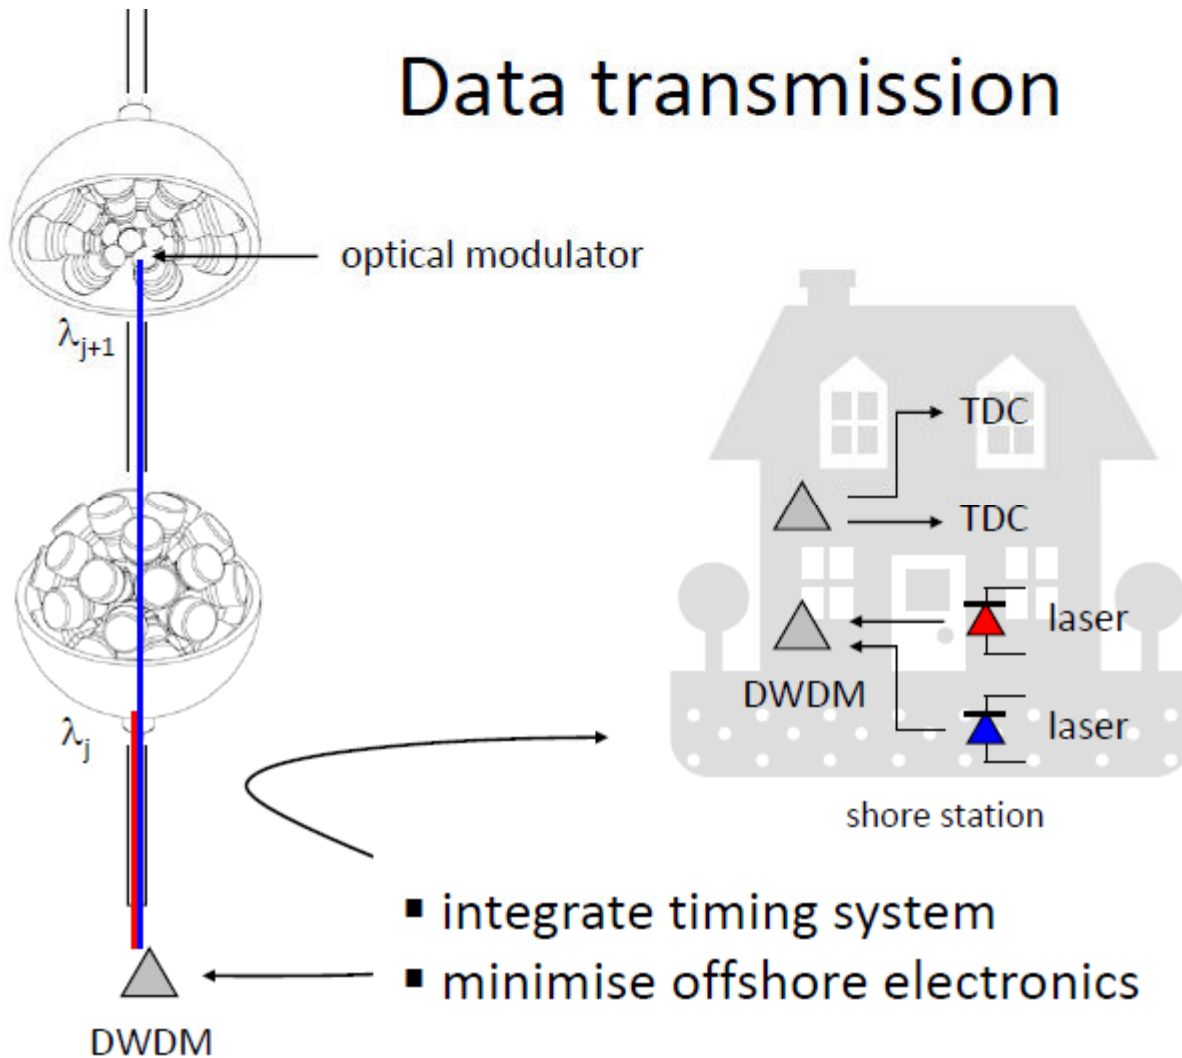 Data transmission
optical modulator
λj+1
TDC
TDC
laser
DWDM
λj
laser
shore station
▪ integrate timing system
▪ minimise offshore electronics
DWDM